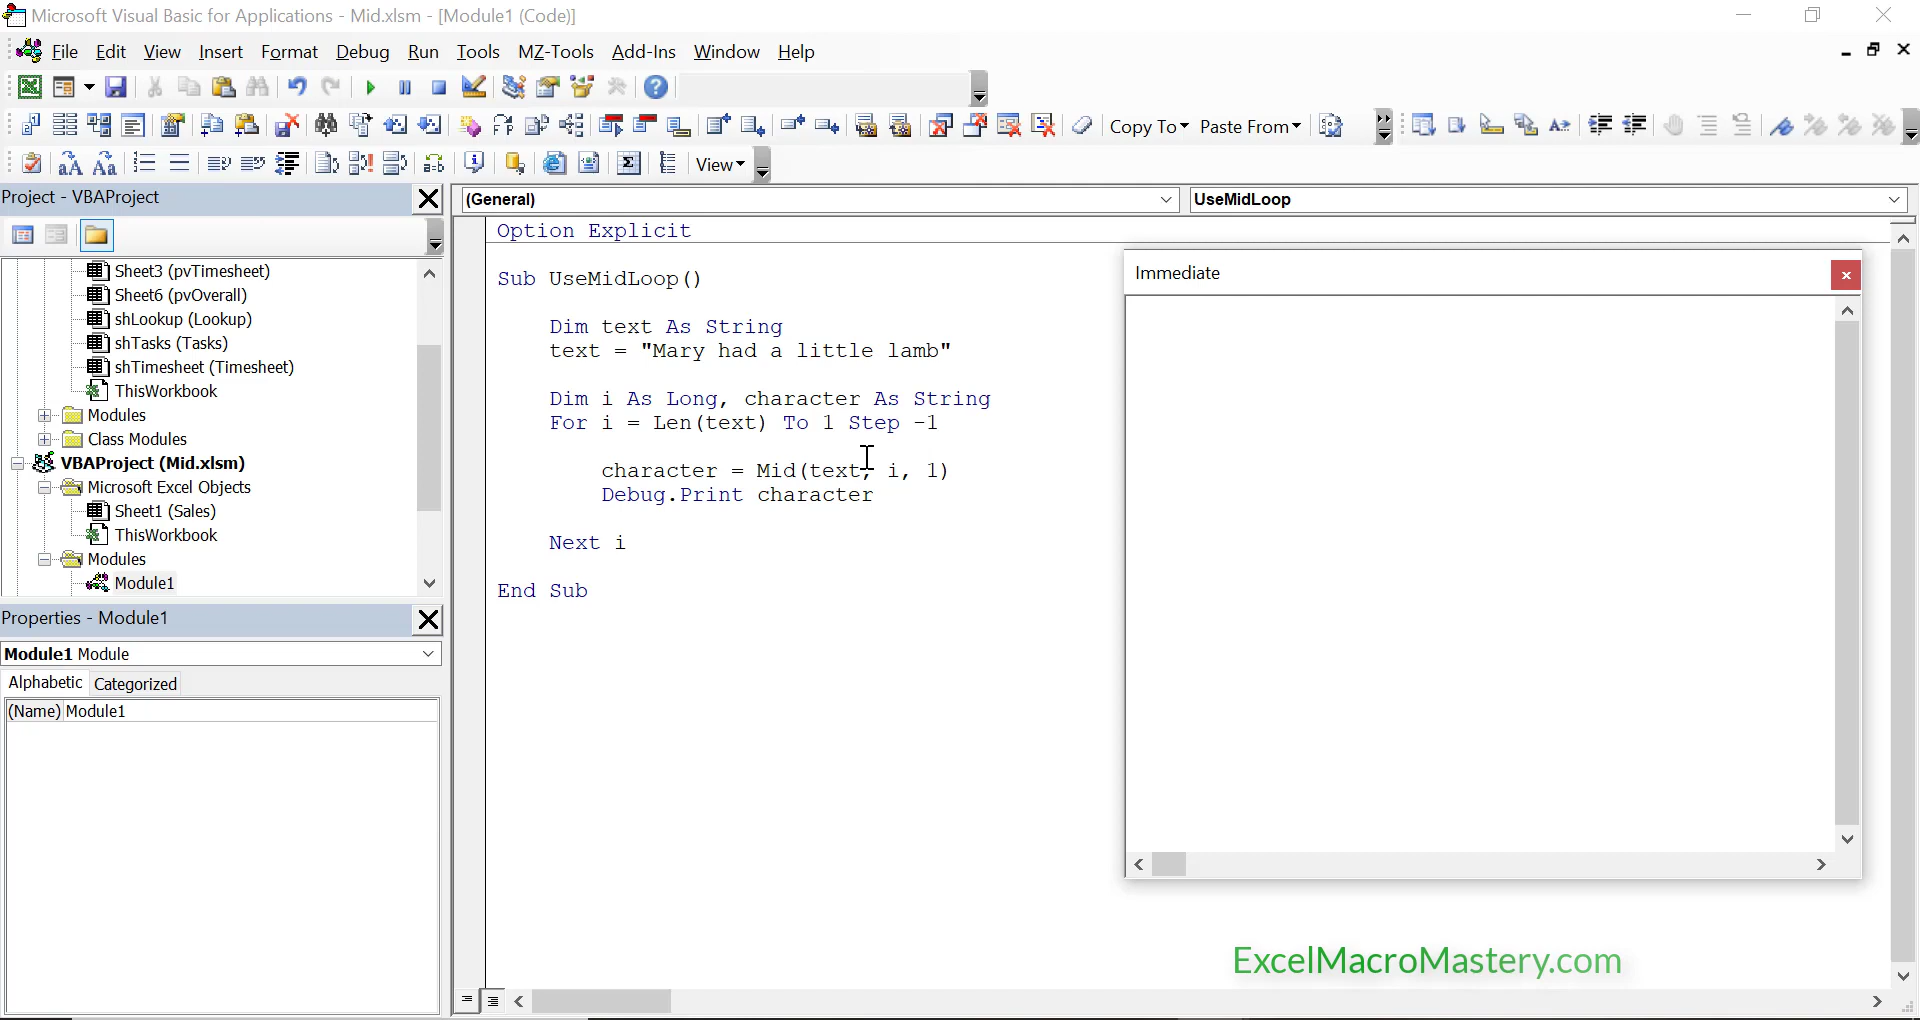 Microsoft Visual Basic for Applications - Mid.xlsm - [Module1 (Code)]
File Edit View Insert Format Debug Run Tools MZ-Tools Add-Ins Window Help
Copy To Paste From
View
Project - VBAProject
(General) UseMidLoop
Sheet3 (pvTimesheet)
Sheet6 (pvOverall)
shLookup (Lookup)
shTasks (Tasks)
shTimesheet (Timesheet)
ThisWorkbook
Modules
Class Modules
VBAProject (Mid.xlsm)
Microsoft Excel Objects
Sheet1 (Sales)
ThisWorkbook
Modules
Module1
Properties - Module1
Module1 Module
Alphabetic Categorized
(Name) Module1
Option Explicit
Sub UseMidLoop()
Dim text As String
text = "Mary had a little lamb"
Dim i As Long, character As String
For i = Len(text) To 1 Step -1
character = Mid(text, i, 1)
Debug.Print character
Next i
End Sub
Immediate
ExcelMacroMastery.com